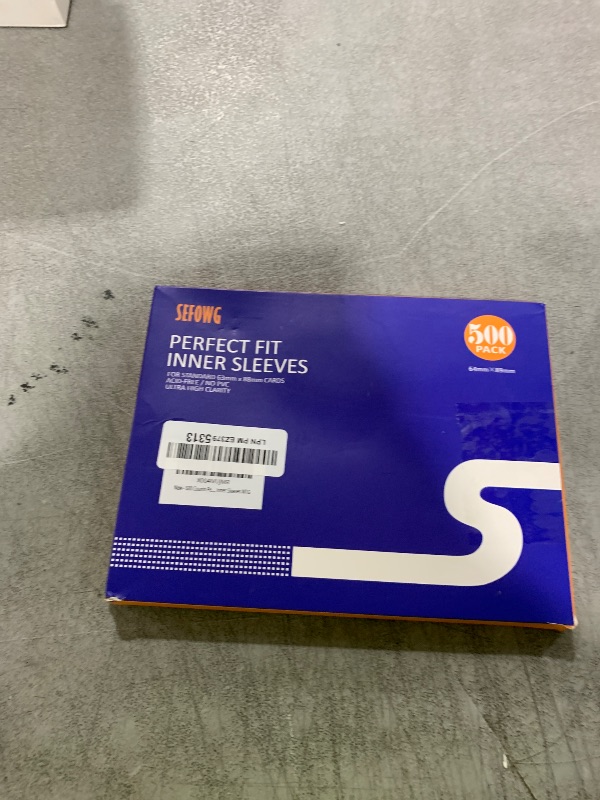 SEFOWG
PERFECT FIT
INNER SLEEVES
FOR STANDARD 63mm x 88mm CARDS
ACID-FREE / NO PVC
ULTRA HIGH CLARITY
500
PACK
64mm×89mm
LPN PM EZ3795313